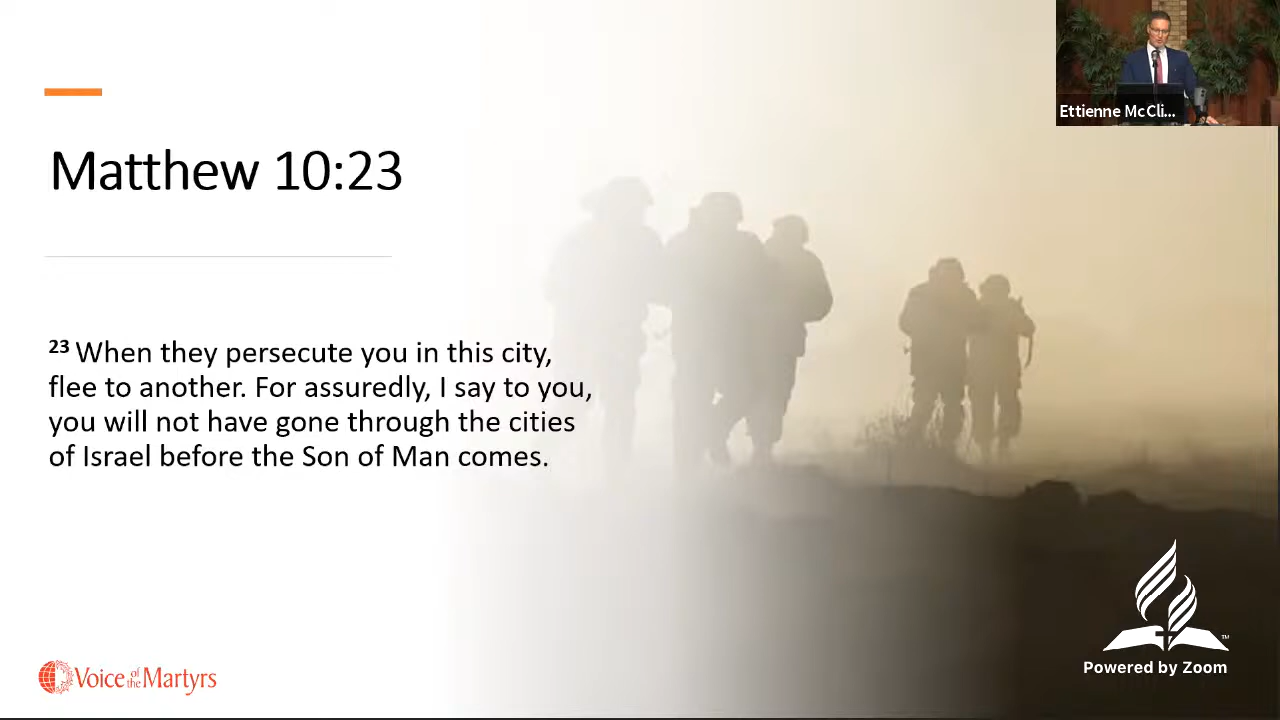 Ettienne McCli...
Matthew 10:23
23 When they persecute you in this city,
flee to another. For assuredly, I say to you,
you will not have gone through the cities
of Israel before the Son of Man comes.
Voice of the Martyrs
TM
Powered by Zoom